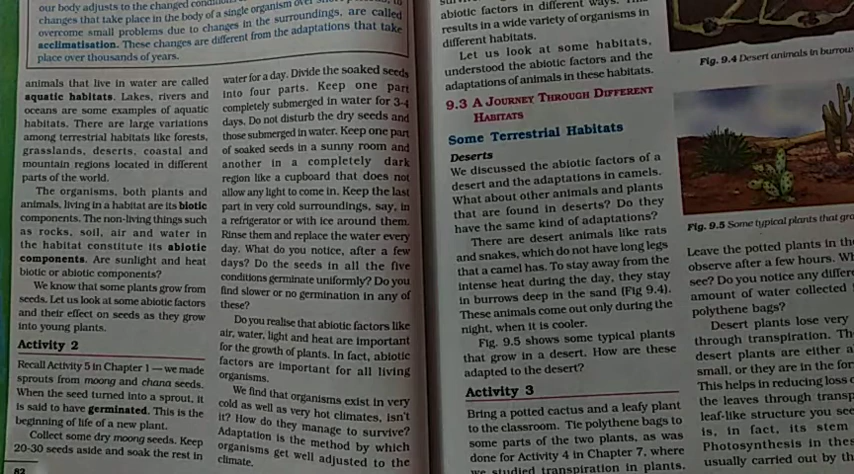 our body adjusts to the changed
changes that take place in the body of a single organism over
overcome small problems due to changes in the surroundings, are called
acclimatisation. These changes are different from the adaptations that take
place over thousands of years.
animals that live in water are called
aquatic habitats. Lakes, rivers and
oceans are some examples of aquatic
habitats. There are large variations
among terrestrial habitats like forests,
grasslands, deserts, coastal and
mountain regions located in different
parts of the world.
The organisms, both plants and
animals, living in a habitat are its biotic
components. The non-living things such
as rocks, soil, air and water in
the habitat constitute its abiotic
components. Are sunlight and heat
biotic or abiotic components?
We know that some plants grow from
seeds. Let us look at some abiotic factors
and their effect on seeds as they grow
into young plants.
Activity 2
Recall Activity 5 in Chapter 1 — we made
sprouts from moong and chana seeds.
When the seed turned into a sprout, it
is said to have germinated. This is the
beginning of life of a new plant.
Collect some dry moong seeds. Keep
20-30 seeds aside and soak the rest in
82
water for a day. Divide the soaked seeds
into four parts. Keep one part
completely submerged in water for 3-4
days. Do not disturb the dry seeds and
those submerged in water. Keep one part
of soaked seeds in a sunny room and
another in a completely dark
region like a cupboard that does not
allow any light to come in. Keep the last
part in very cold surroundings, say, in
a refrigerator or with ice around them.
Rinse them and replace the water every
day. What do you notice, after a few
days? Do the seeds in all the five
conditions germinate uniformly? Do you
find slower or no germination in any of
these?
Do you realise that abiotic factors like
air, water, light and heat are important
for the growth of plants. In fact, abiotic
factors are important for all living
organisms.
We find that organisms exist in very
cold as well as very hot climates, isn't
it? How do they manage to survive?
Adaptation is the method by which
organisms get well adjusted to the
climate.
abiotic factors in different ways.
results in a wide variety of organisms in
different habitats.
Let us look at some habitats,
understood the abiotic factors and the
adaptations of animals in these habitats.
9.3 A JOURNEY THROUGH DIFFERENT
HABITATS
Some Terrestrial Habitats
Deserts
We discussed the abiotic factors of a
desert and the adaptations in camels.
What about other animals and plants
that are found in deserts? Do they
have the same kind of adaptations?
There are desert animals like rats
and snakes, which do not have long legs
that a camel has. To stay away from the
intense heat during the day, they stay
in burrows deep in the sand (Fig 9.4).
These animals come out only during the
night, when it is cooler.
Fig. 9.5 shows some typical plants
that grow in a desert. How are these
adapted to the desert?
Activity 3
Bring a potted cactus and a leafy plant
to the classroom. Tie polythene bags to
some parts of the two plants, as was
done for Activity 4 in Chapter 7, where
we studied transpiration in plants.
Fig. 9.4 Desert animals in burrow
Fig. 9.5 Some typical plants that
Leave the potted plants in
observe after a few hours.
see? Do you notice any
amount of water collected
polythene bags?
Desert plants lose very
through transpiration.
desert plants are either
small, or they are in the
This helps in reducing loss
the leaves through
leaf-like structure you see
is, in fact, its stem
Photosynthesis in
usually carried out by